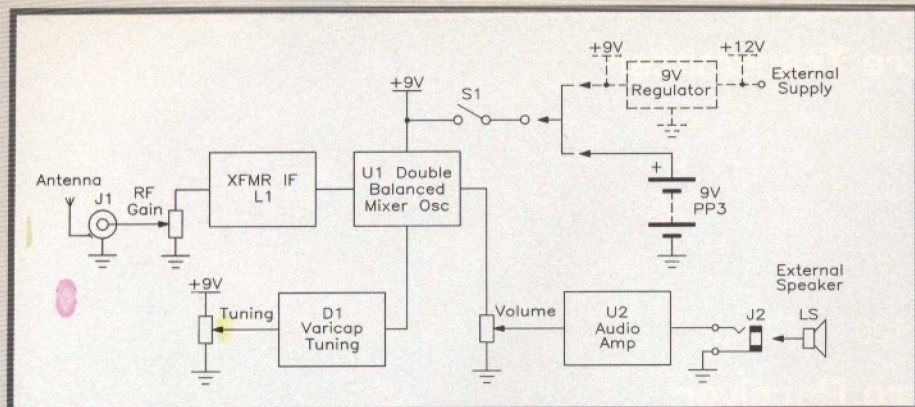 +9V
+12V
External
Supply
9V
Regulator
+9V
S1
Antenna
J1
RF
Gain
XFMR IF
L1
U1 Double
Balanced
Mixer Osc
+
9V
PP3
+9V
Tuning
D1
Varicap
Tuning
Volume
U2
Audio
Amp
J2
External
Speaker
LS